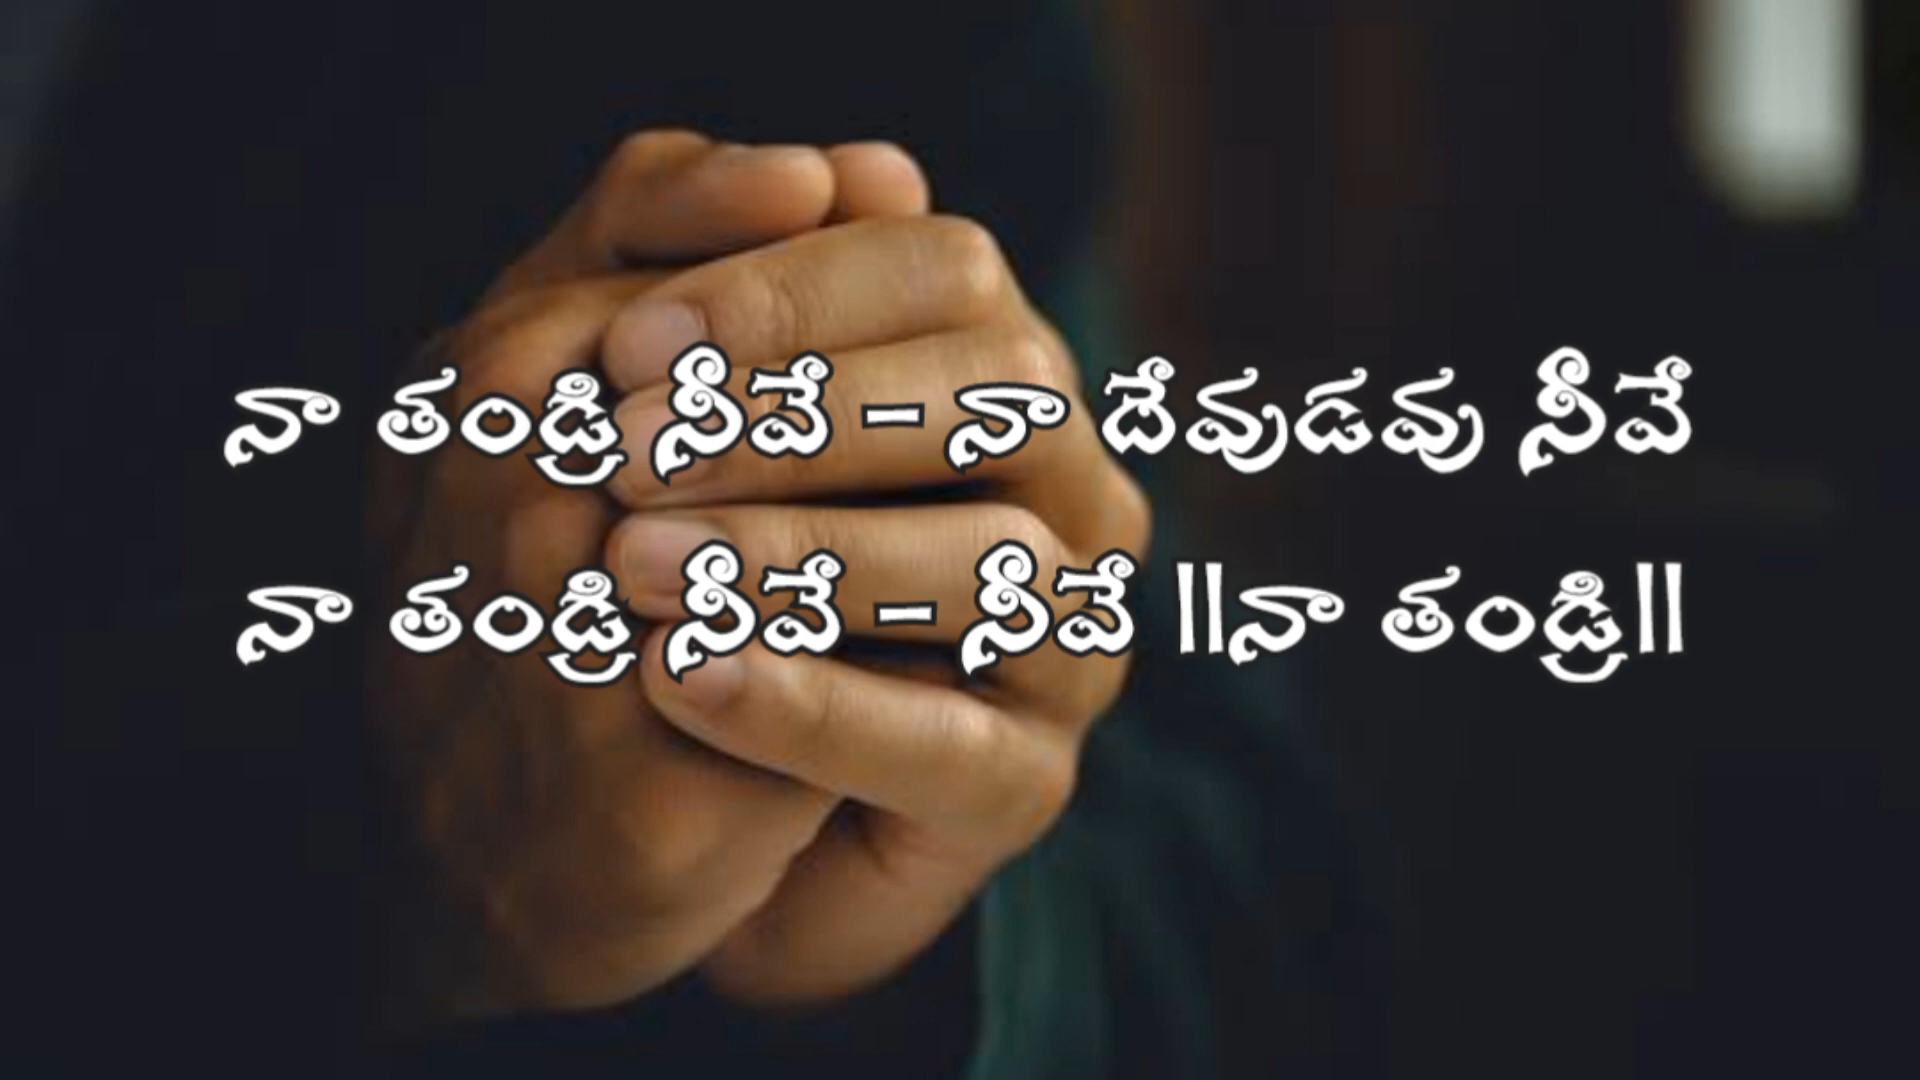 నా తండ్రి నీవే - నా దేవుడవు నీవే
నా తండ్రి నీవే - నీవే ||నా తండ్రి||